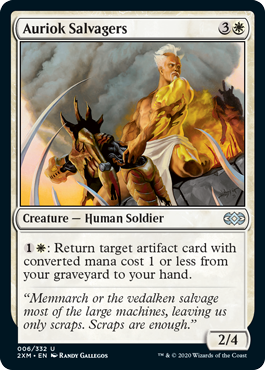 Auriok Salvagers 3
Creature — Human Soldier
1 : Return target artifact card with
converted mana cost 1 or less from
your graveyard to your hand.
“Memnarch or the vedalken salvage
most of the large machines, leaving us
only scraps. Scraps are enough.”
2/4
006/332 U
2XM • EN RANDY GALLEGOS
™ & © 2020 Wizards of the Coast